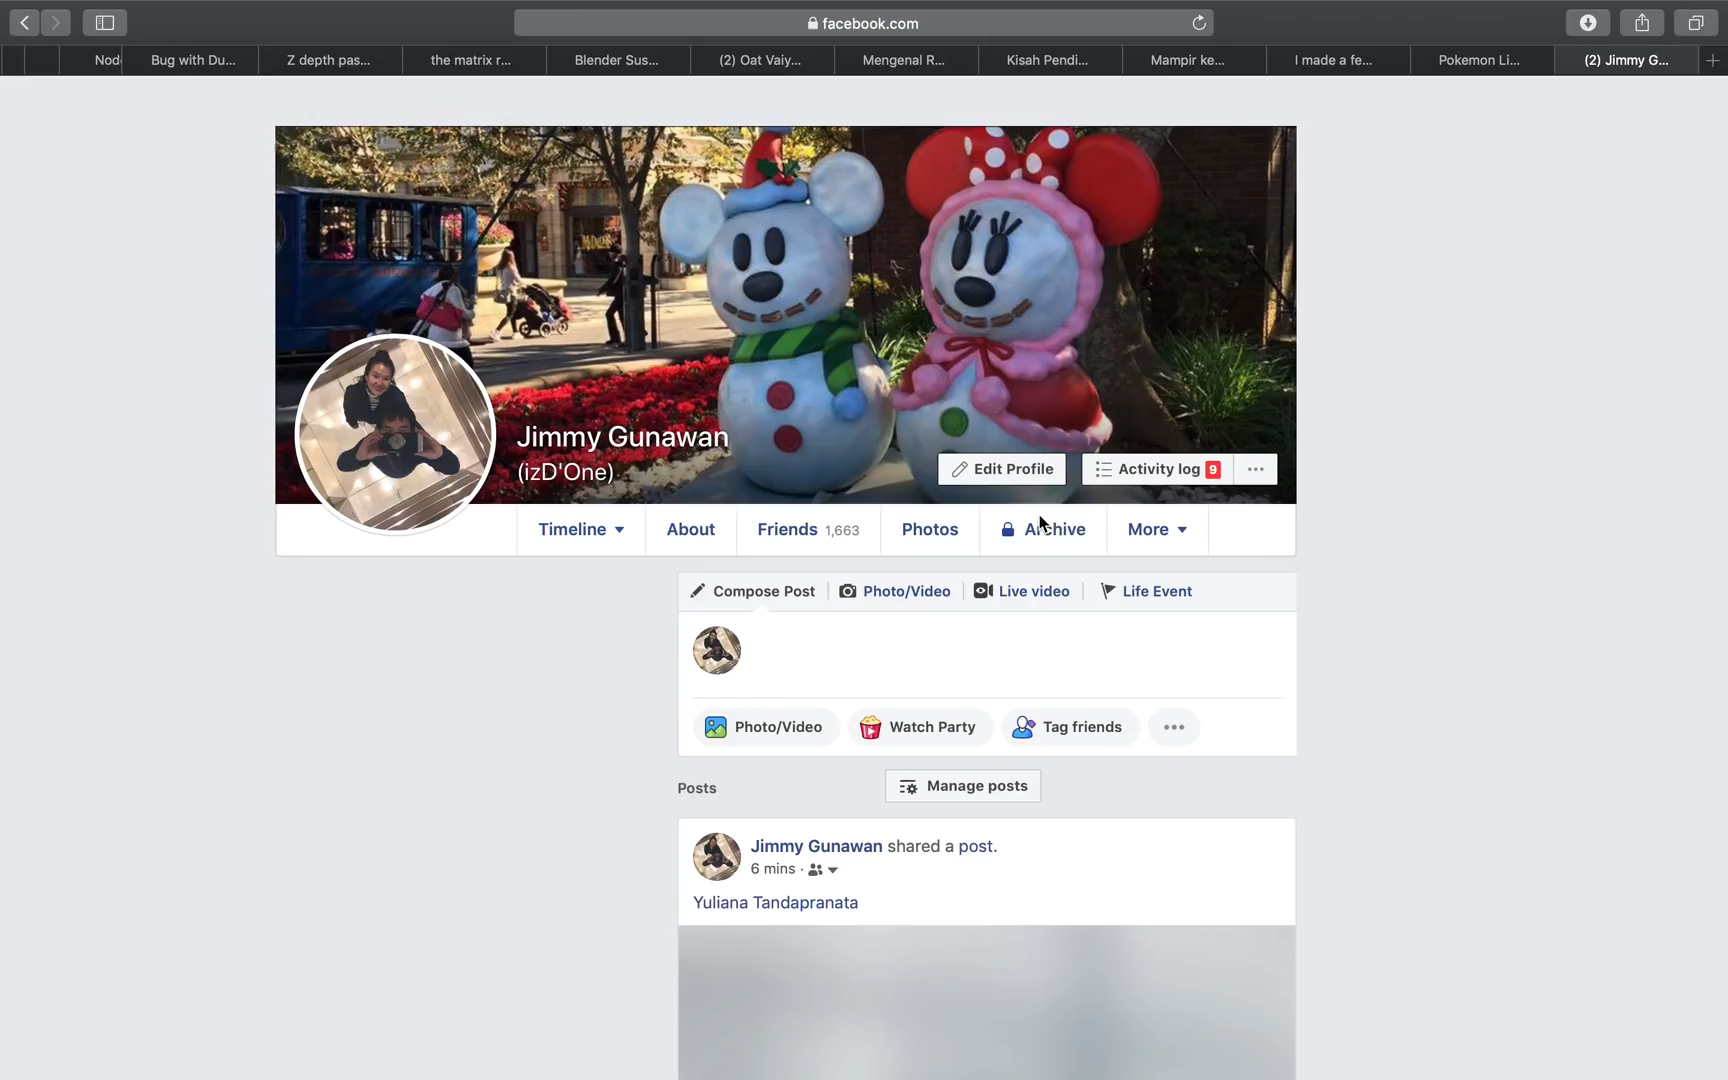 facebook.com
Nod
Bug with Du...
Z depth pas...
the matrix r...
Blender Sus...
(2) Oat Vaiy...
Mengenal R...
Kisah Pendi...
Mampir ke...
I made a fe...
Pokemon Li...
(2) Jimmy G...
Jimmy Gunawan
(izD'One)
Edit Profile
Activity log 9
Timeline
About
Friends 1,663
Photos
Archive
More
Compose Post
Photo/Video
Live video
Life Event
Photo/Video
Watch Party
Tag friends
Posts
Manage posts
Jimmy Gunawan shared a post.
6 mins ·
Yuliana Tandapranata